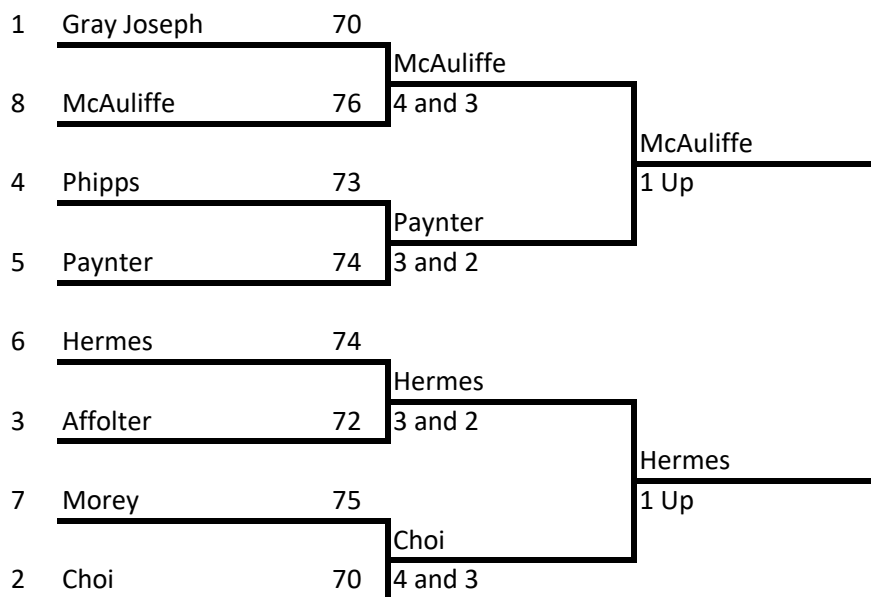 1 Gray Joseph 70
McAuliffe
8 McAuliffe 76 4 and 3
McAuliffe
4 Phipps 73 1 Up
Paynter
5 Paynter 74 3 and 2
6 Hermes 74
Hermes
3 Affolter 72 3 and 2
Hermes
7 Morey 75 1 Up
Choi
2 Choi 70 4 and 3